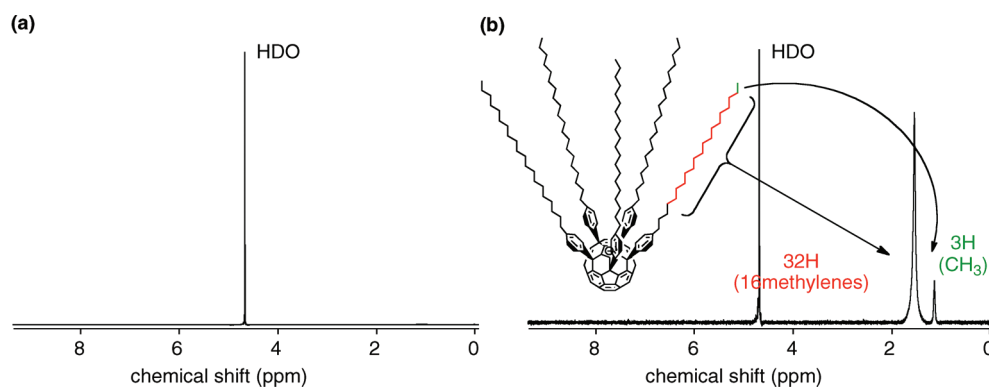 (a)
HDO
8
6
4
2
0
chemical shift (ppm)
(b)
HDO
3H
(CH3)
32H
(16methylenes)
8
6
4
2
0
chemical shift (ppm)